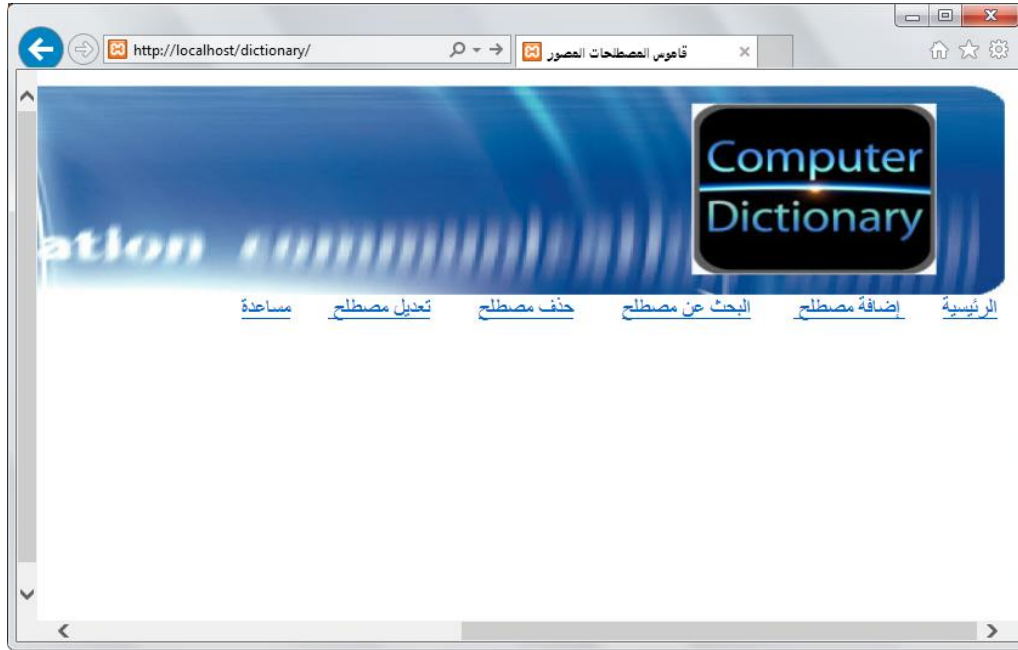 http://localhost/dictionary/
قاهوس المصطلحات المصور
Computer
Dictionary
ation
الرئيسية إضافة مصطلح البحث عن مصطلح حذف مصطلح تعديل مصطلح مساعدة